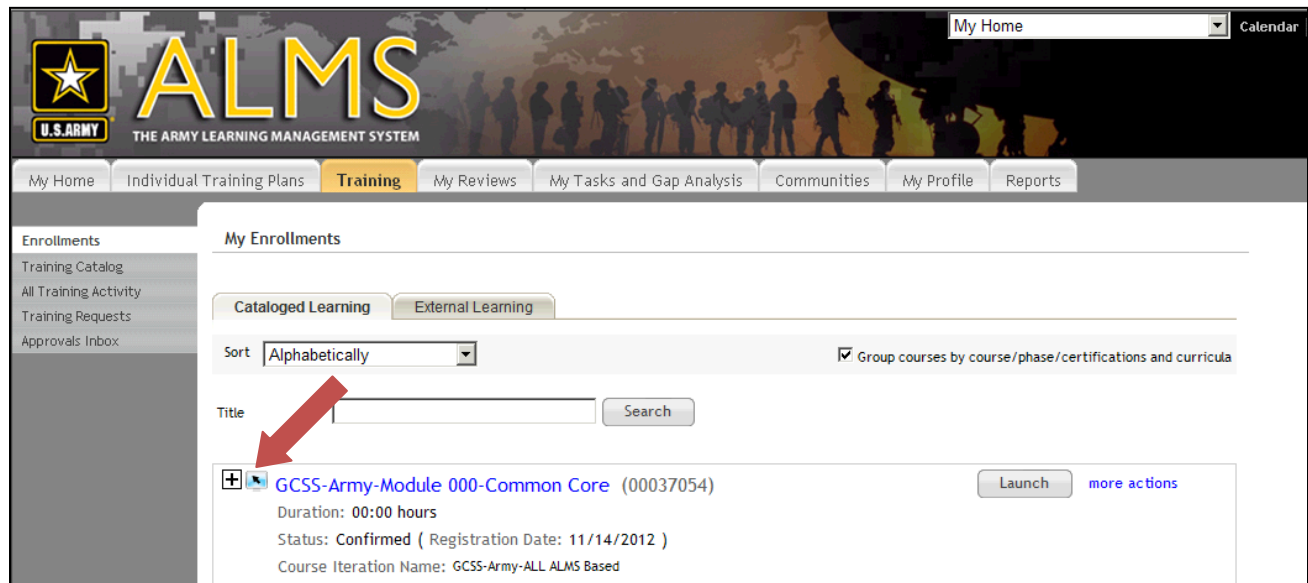 My Home Calendar
ALMS
U.S.ARMY
THE ARMY LEARNING MANAGEMENT SYSTEM
My Home Individual Training Plans Training My Reviews My Tasks and Gap Analysis Communities My Profile Reports
Enrollments
Training Catalog
All Training Activity
Training Requests
Approvals Inbox
My Enrollments
Cataloged Learning External Learning
Sort Alphabetically Group courses by course/phase/certifications and curricula
Title Search
GCSS-Army-Module 000-Common Core (00037054) Launch more actions
Duration: 00:00 hours
Status: Confirmed ( Registration Date: 11/14/2012 )
Course Iteration Name: GCSS-Army-ALL ALMS Based